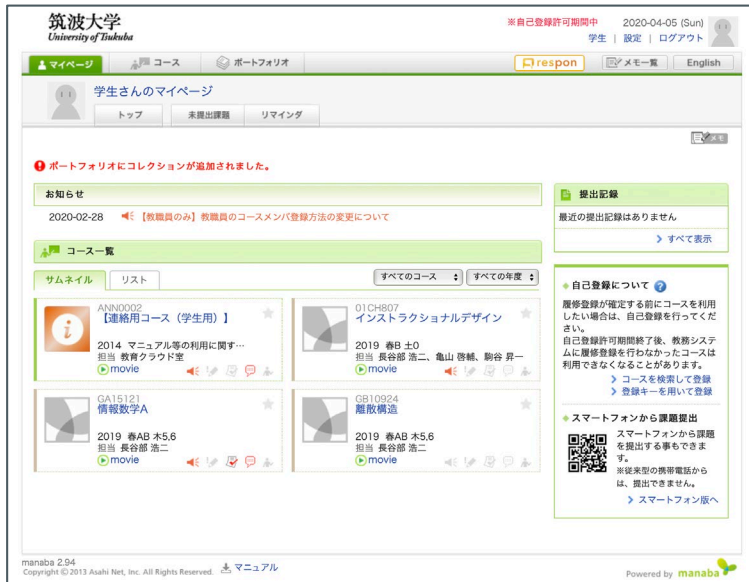 筑波大学
University of Tsukuba
※自己登録許可期間中 2020-04-05 (Sun)
学生 | 設定 | ログアウト
マイページ コース ポートフォリオ
respon メモ一覧 English
学生さんのマイページ
トップ 未提出課題 リマインダ
メモ
ポートフォリオにコレクションが追加されました。
お知らせ
2020-02-28 【教職員のみ】教職員のコースメンバ登録方法の変更について
コース一覧
サムネイル リスト すべてのコース すべての年度
ANN0002
【連絡用コース（学生用）】
2014 マニュアル等の利用に関す…
担当 教育クラウド室
movie
01CH807
インストラクショナルデザイン
2019 春B 土0
担当 長谷部 浩二、亀山 啓輔、駒谷 昇一
movie
GA15121
情報数学A
2019 春AB 木5,6
担当 長谷部 浩二
movie
GB10924
離散構造
2019 春AB 木5,6
担当 長谷部 浩二
movie
提出記録
最近の提出記録はありません
すべて表示
自己登録について ?
履修登録が確定する前にコースを利用
したい場合は、自己登録を行ってくだ
さい。
自己登録許可期間終了後、教務システ
ムに履修登録を行わなかったコースは
利用できなくなることがあります。
コースを検索して登録
登録キーを用いて登録
スマートフォンから課題提出
スマートフォンから課題
を提出する事もできま
す。
※従来型の携帯電話から
は、提出できません。
スマートフォン版へ
manaba 2.94
Copyright © 2013 Asahi Net, Inc. All Rights Reserved. マニュアル
Powered by manaba